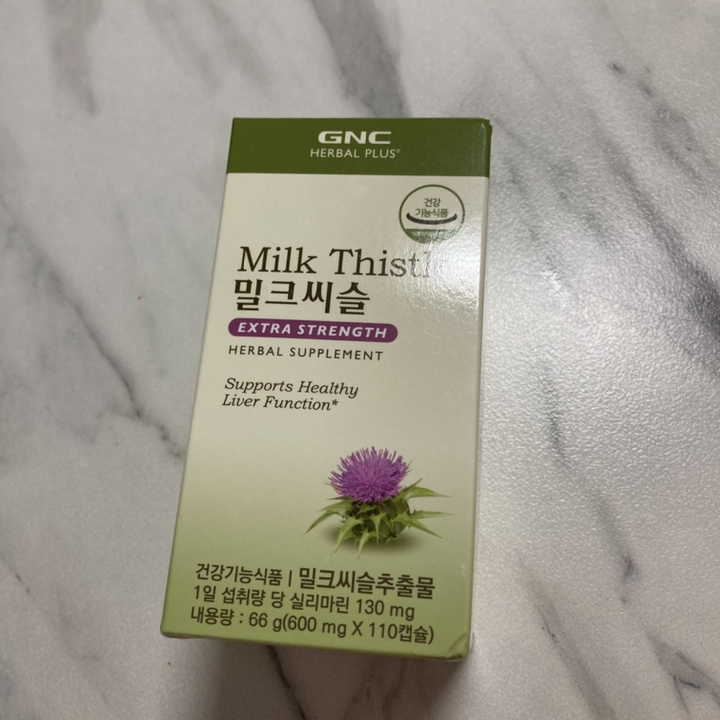 GNC
HERBAL PLUS®
건강
기능식품
Milk Thistle
밀크씨슬
EXTRA STRENGTH
HERBAL SUPPLEMENT
Supports Healthy
Liver Function*
건강기능식품 | 밀크씨슬추출물
1일 섭취량 당 실리마린 130 mg
내용량 : 66 g(600 mg X 110캡슐)